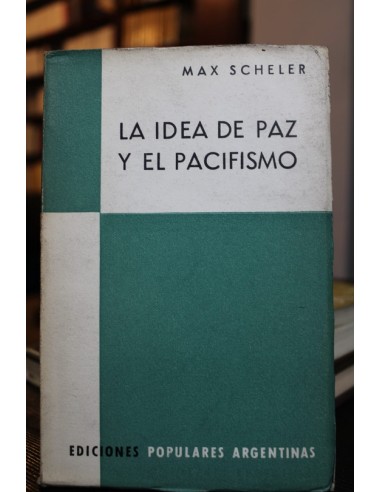 MAX SCHELER
LA IDEA DE PAZ
Y EL PACIFISMO
EDICIONES POPULARES ARGENTINAS